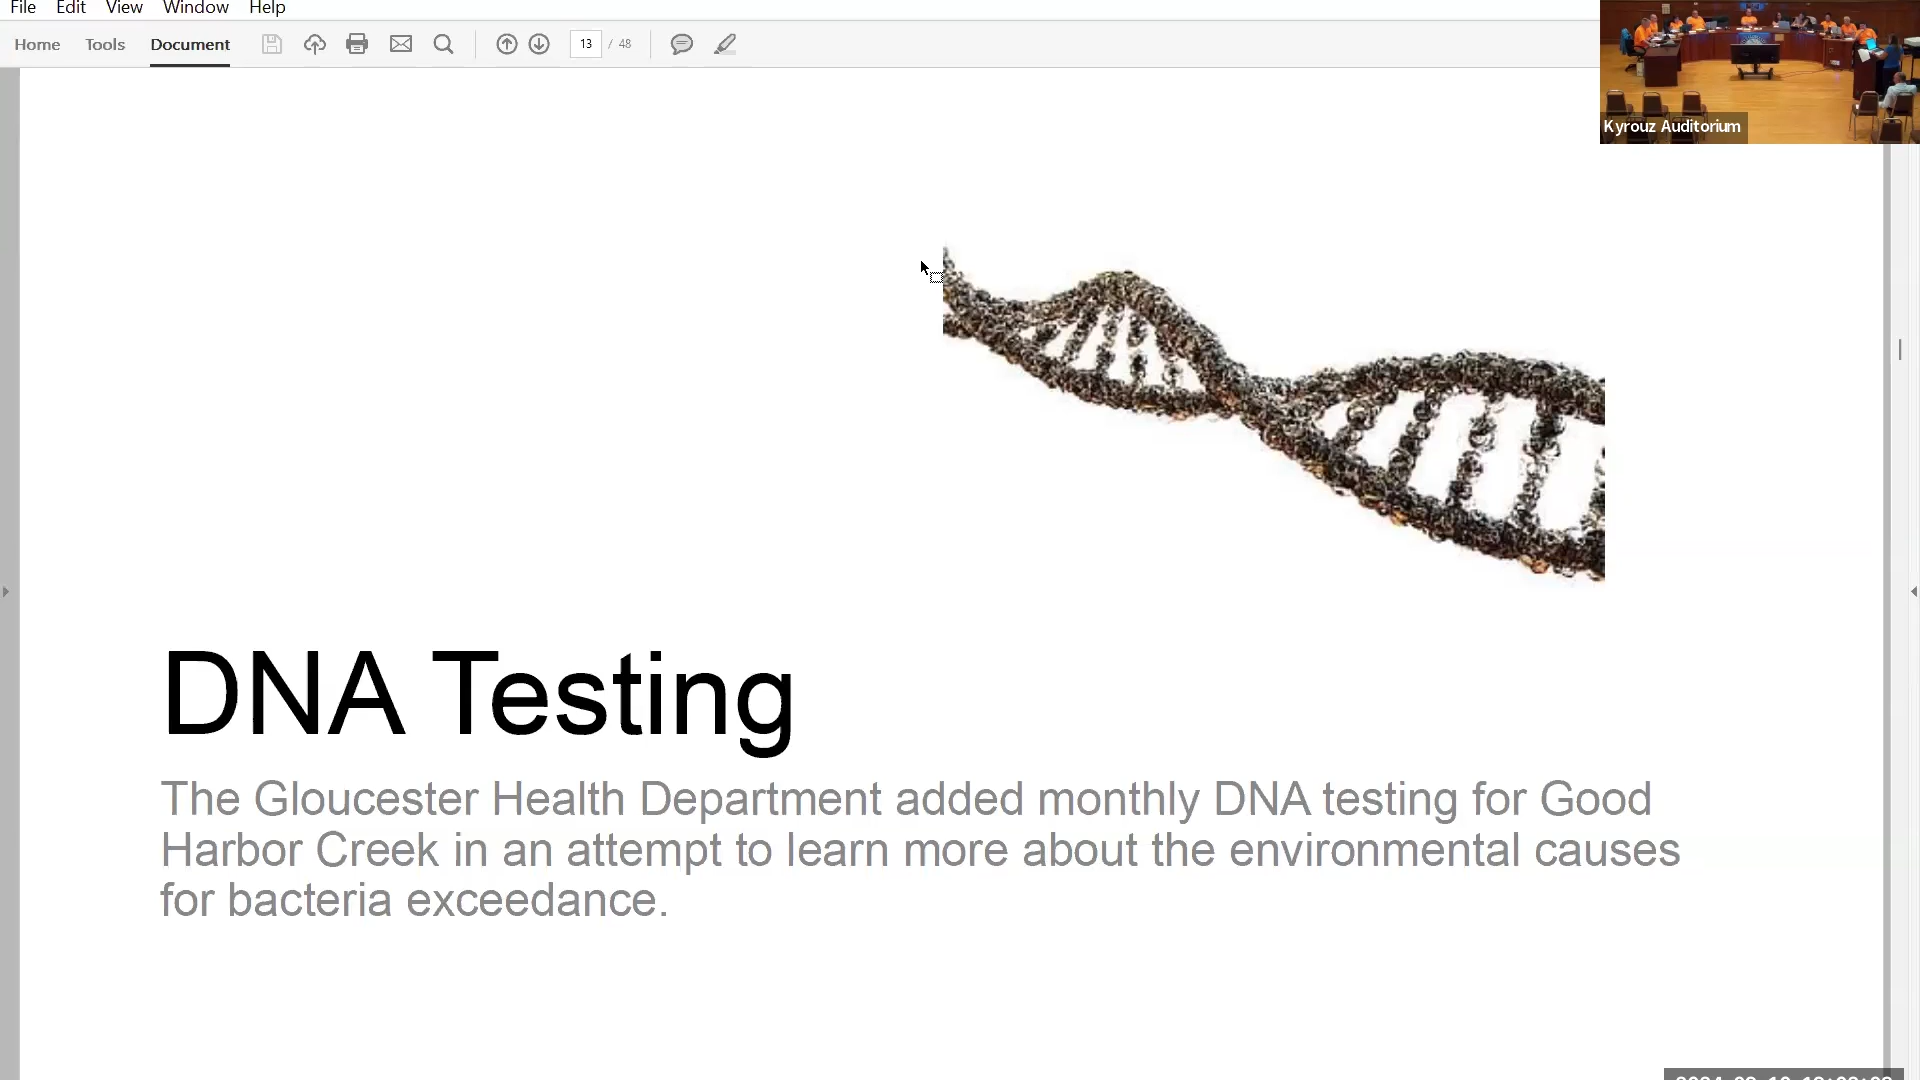 File Edit View Window Help
Home Tools Document 13 / 48
Kyrouz Auditorium
DNA Testing
The Gloucester Health Department added monthly DNA testing for Good
Harbor Creek in an attempt to learn more about the environmental causes
for bacteria exceedance.